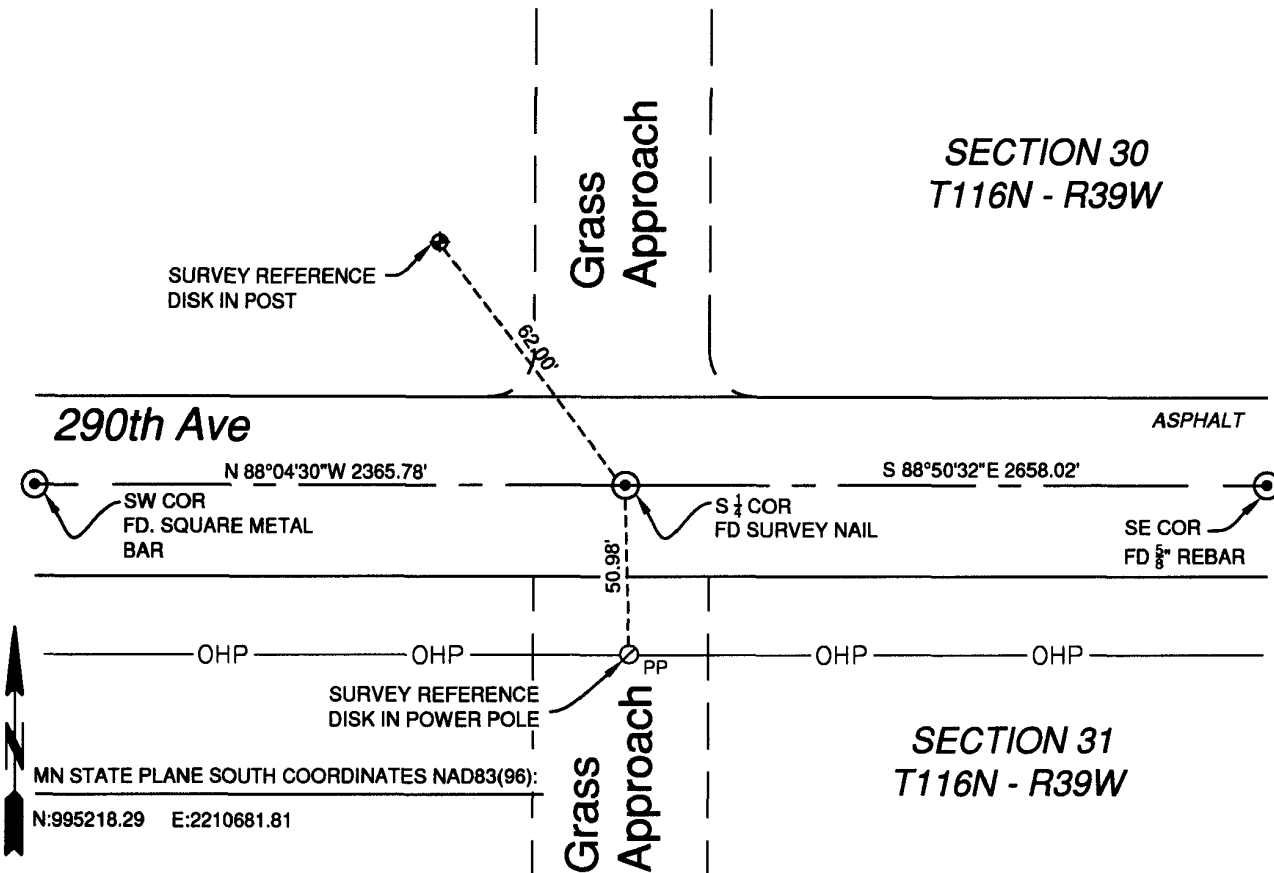 Grass
Approach
SECTION 30
T116N - R39W
SURVEY REFERENCE
DISK IN POST
62.00'
290th Ave
ASPHALT
N 88°04'30"W 2365.78'
S 88°50'32"E 2658.02'
SW COR
FD. SQUARE METAL
BAR
S 1/4 COR
FD SURVEY NAIL
SE COR
FD 5/8" REBAR
50.98'
OHP OHP OHP OHP
PP
SURVEY REFERENCE
DISK IN POWER POLE
Grass
Approach
SECTION 31
T116N - R39W
N
MN STATE PLANE SOUTH COORDINATES NAD83(96):
N:995218.29 E:2210681.81